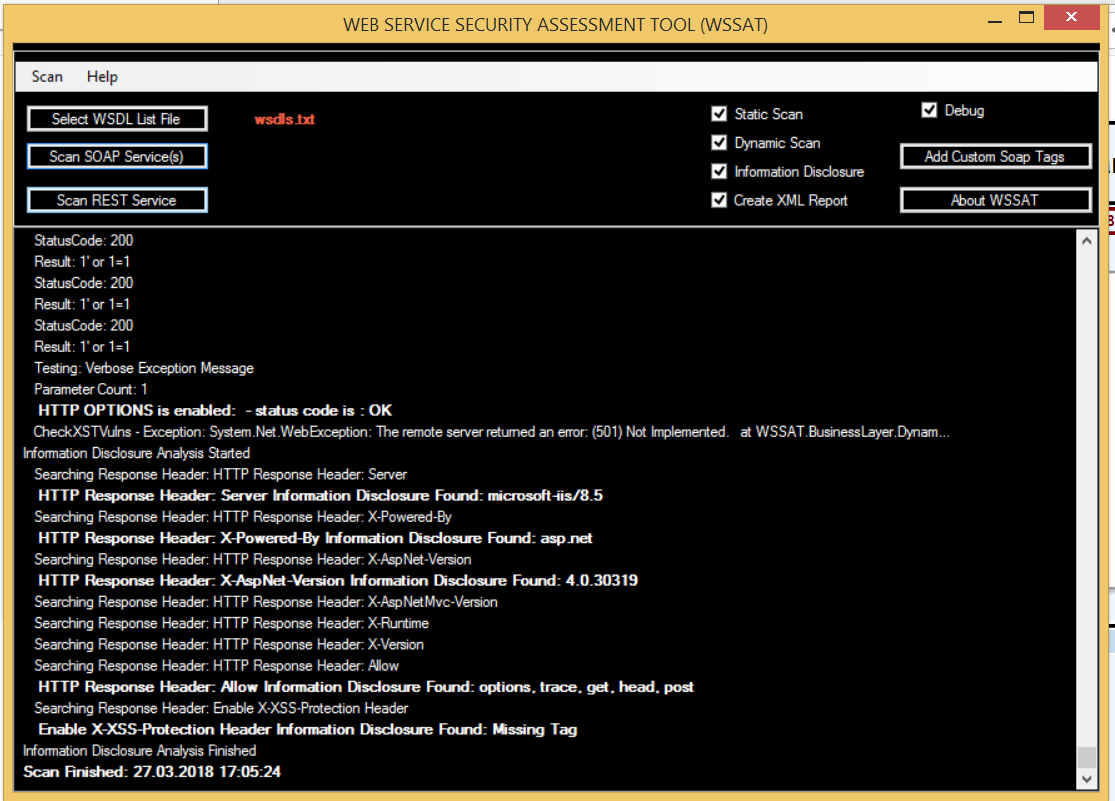 WEB SERVICE SECURITY ASSESSMENT TOOL (WSSAT)
Scan Help
Select WSDL List File
wsdls.txt
Scan SOAP Service(s)
Scan REST Service
Static Scan
Dynamic Scan
Information Disclosure
Create XML Report
Debug
Add Custom Soap Tags
About WSSAT
StatusCode: 200
Result: 1' or 1=1
StatusCode: 200
Result: 1' or 1=1
StatusCode: 200
Result: 1' or 1=1
Testing: Verbose Exception Message
Parameter Count: 1
HTTP OPTIONS is enabled: - status code is : OK
CheckXSTVulns - Exception: System.Net.WebException: The remote server returned an error: (501) Not Implemented. at WSSAT.BusinessLayer.Dynam...
Information Disclosure Analysis Started
Searching Response Header: HTTP Response Header: Server
HTTP Response Header: Server Information Disclosure Found: microsoft-iis/8.5
Searching Response Header: HTTP Response Header: X-Powered-By
HTTP Response Header: X-Powered-By Information Disclosure Found: asp.net
Searching Response Header: HTTP Response Header: X-AspNet-Version
HTTP Response Header: X-AspNet-Version Information Disclosure Found: 4.0.30319
Searching Response Header: HTTP Response Header: X-AspNetMvc-Version
Searching Response Header: HTTP Response Header: X-Runtime
Searching Response Header: HTTP Response Header: X-Version
Searching Response Header: HTTP Response Header: Allow
HTTP Response Header: Allow Information Disclosure Found: options, trace, get, head, post
Searching Response Header: Enable X-XSS-Protection Header
Enable X-XSS-Protection Header Information Disclosure Found: Missing Tag
Information Disclosure Analysis Finished
Scan Finished: 27.03.2018 17:05:24